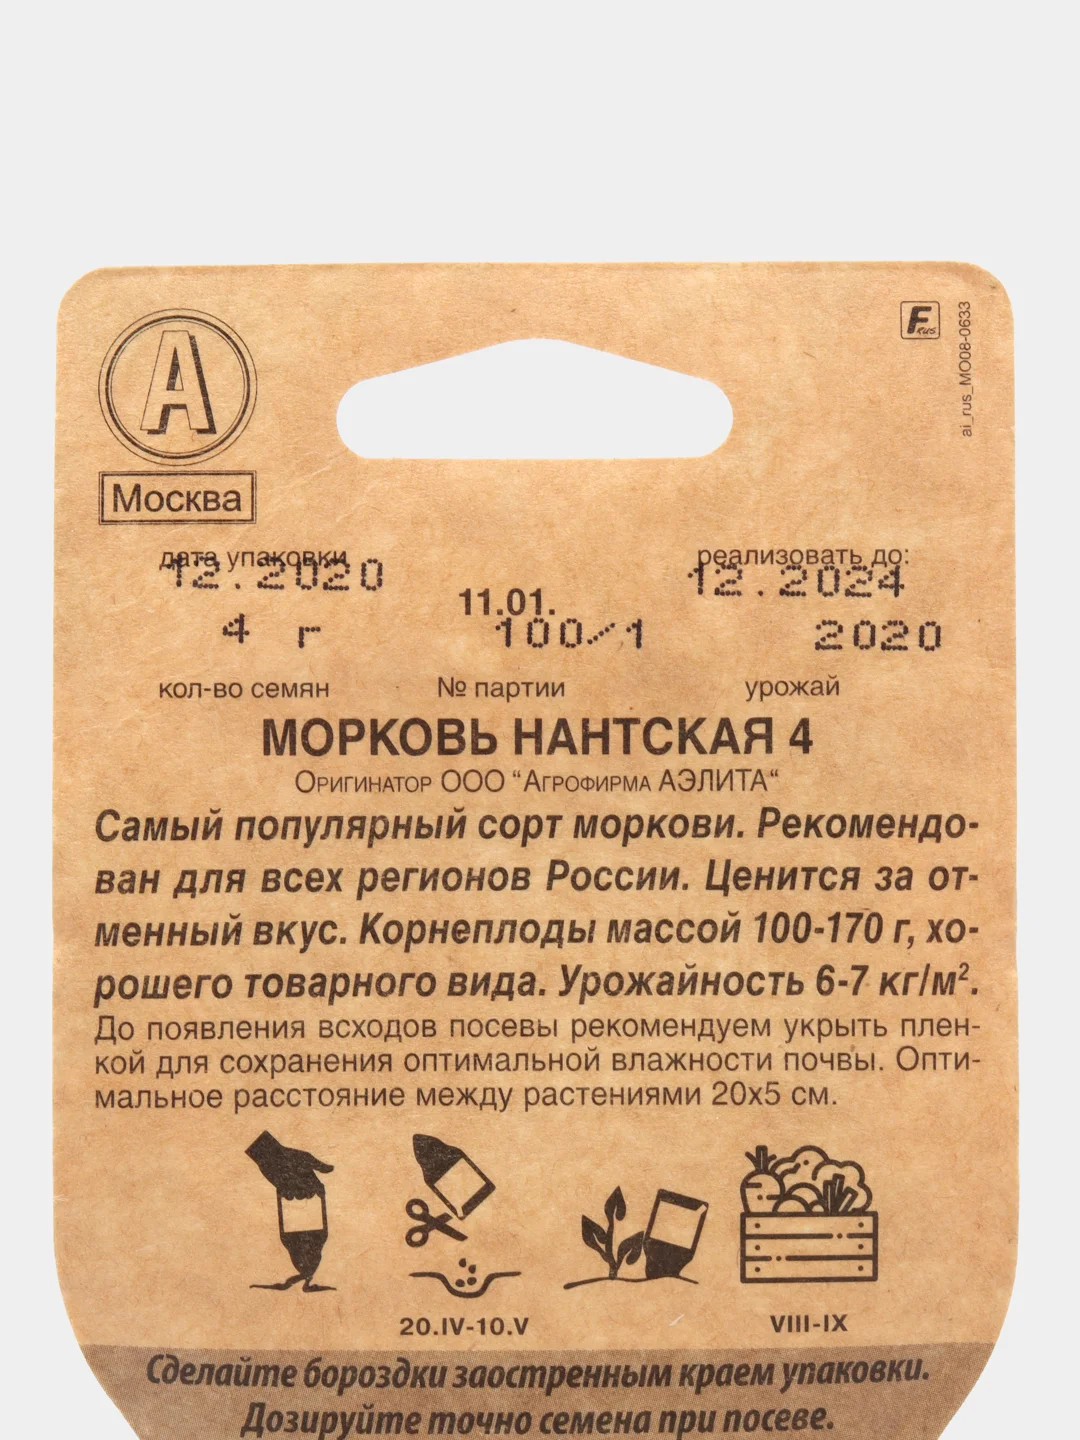 А
F RUS
ai_rus_MO08-0633
Москва
дата упаковки
реализовать до:
12.2020
12.2024
11.01.
4 г
100/1
2020
кол-во семян
№ партии
урожай
МОРКОВЬ НАНТСКАЯ 4
Оригинатор ООО “Агрофирма АЭЛИТА“
Самый популярный сорт моркови. Рекомендо-
ван для всех регионов России. Ценится за от-
менный вкус. Корнеплоды массой 100-170 г, хо-
рошего товарного вида. Урожайность 6-7 кг/м².
До появления всходов посевы рекомендуем укрыть плен-
кой для сохранения оптимальной влажности почвы. Опти-
мальное расстояние между растениями 20х5 см.
20.IV-10.V
VIII-IX
Сделайте бороздки заостренным краем упаковки.
Дозируйте точно семена при посеве.